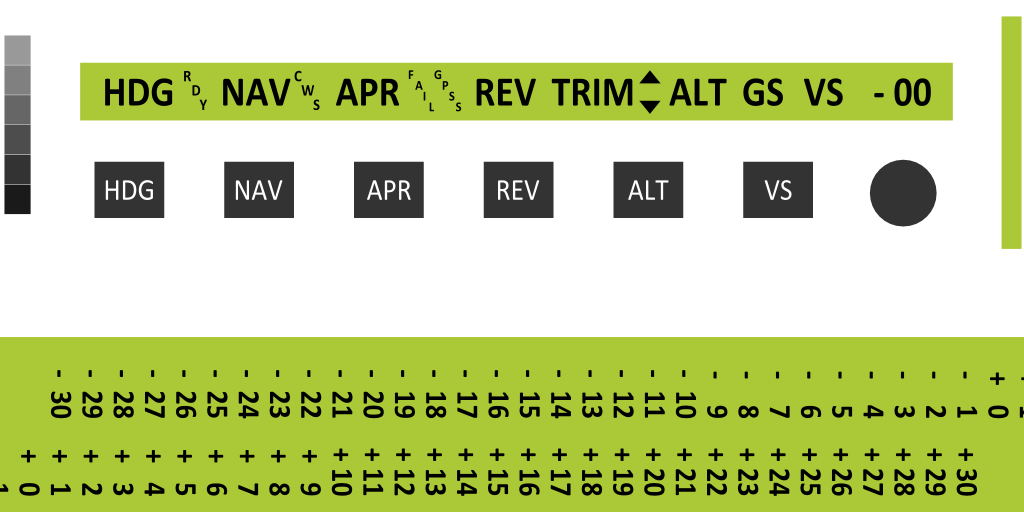 HDG RDY NAV CWS APR FAIL GPSS REV TRIM ALT GS VS - 00
HDG NAV APR REV ALT VS
-30 -29 -28 -27 -26 -25 -24 -23 -22 -21 -20 -19 -18 -17 -16 -15 -14 -13 -12 -11 -10 -9 -8 -7 -6 -5 -4 -3 -2 -1 +0
+0 +1 +2 +3 +4 +5 +6 +7 +8 +9 +10 +11 +12 +13 +14 +15 +16 +17 +18 +19 +20 +21 +22 +23 +24 +25 +26 +27 +28 +29 +30